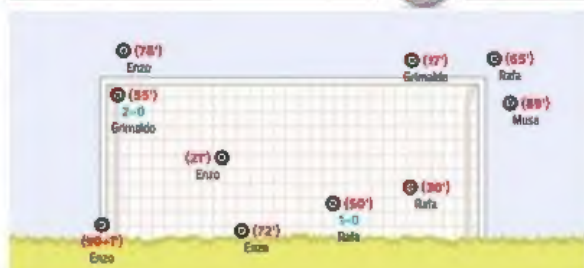 (78')
Enzo
(17')
Grimaldo
(65')
Rafa
(55')
2-0
Grimaldo
(89')
Musa
(21')
Enzo
(30')
Rafa
(50')
1-0
Rafa
(90+1')
Enzo
(72')
Enzo